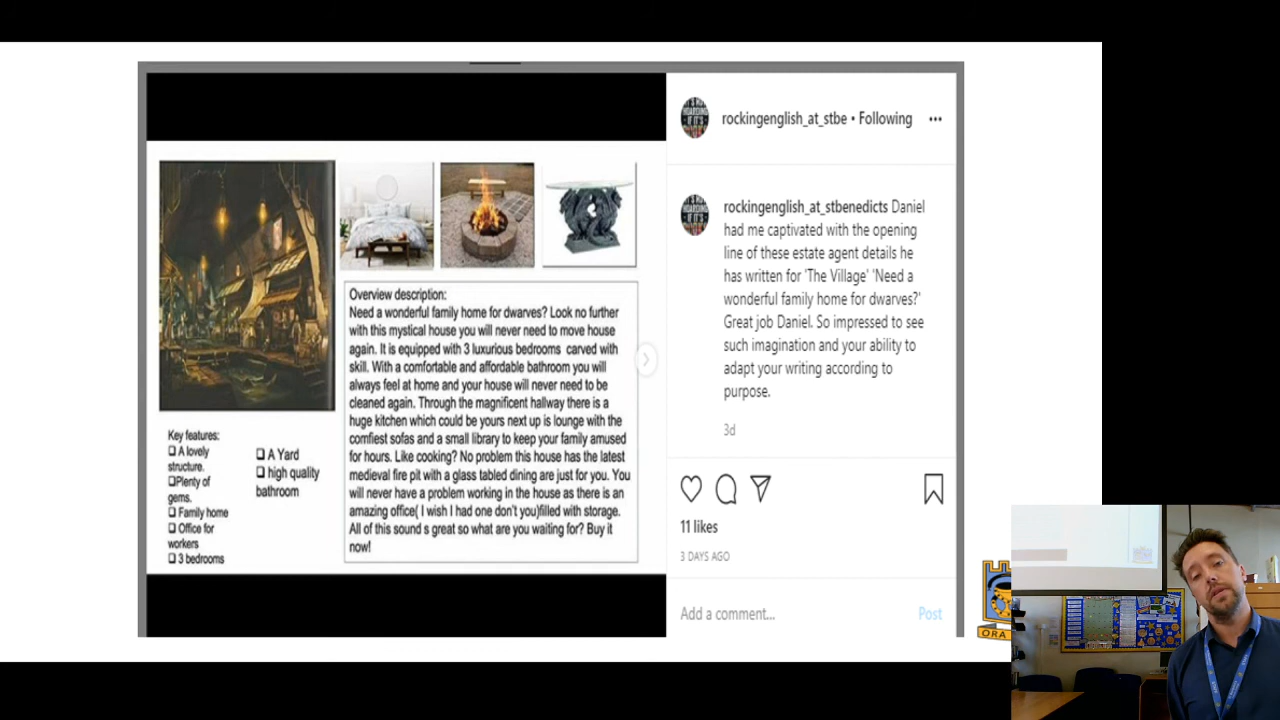 rockingenglish_at_stbe • Following
rockingenglish_at_stbenedicts Daniel
had me captivated with the opening
line of these estate agent details he
has written for 'The Village' 'Need a
wonderful family home for dwarves?'
Great job Daniel. So impressed to see
such imagination and your ability to
adapt your writing according to
purpose.
3d
11 likes
3 DAYS AGO
Add a comment...
Post
Overview description:
Need a wonderful family home for dwarves? Look no further
with this mystical house you will never need to move house
again. It is equipped with 3 luxurious bedrooms carved with
skill. With a comfortable and affordable bathroom you will
always feel at home and your house will never need to be
cleaned again. Through the magnificent hallway there is a
huge kitchen which could be yours next up is lounge with the
comfiest sofas and a small library to keep your family amused
for hours. Like cooking? No problem this house has the latest
medieval fire pit with a glass tabled dining are just for you. You
will never have a problem working in the house as there is an
amazing office( I wish I had one don't you)filled with storage.
All of this sound s great so what are you waiting for? Buy it
now!
Key features:
A lovely
structure.
Plenty of
gems.
Family home
Office for
workers
3 bedrooms
A Yard
high quality
bathroom
ORA